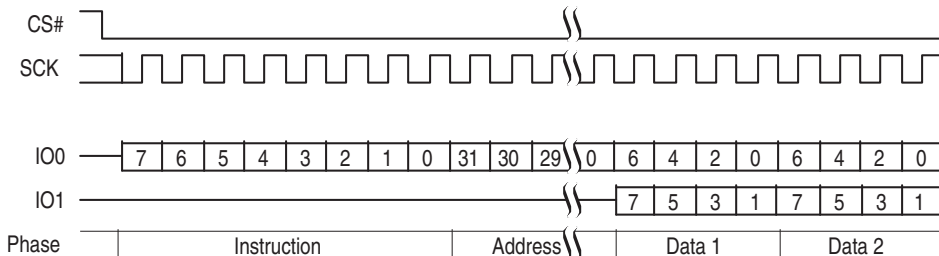 CS#
SCK
IO0 7 6 5 4 3 2 1 0 31 30 29 0 6 4 2 0 6 4 2 0
IO1 7 5 3 1 7 5 3 1
Phase Instruction Address Data 1 Data 2